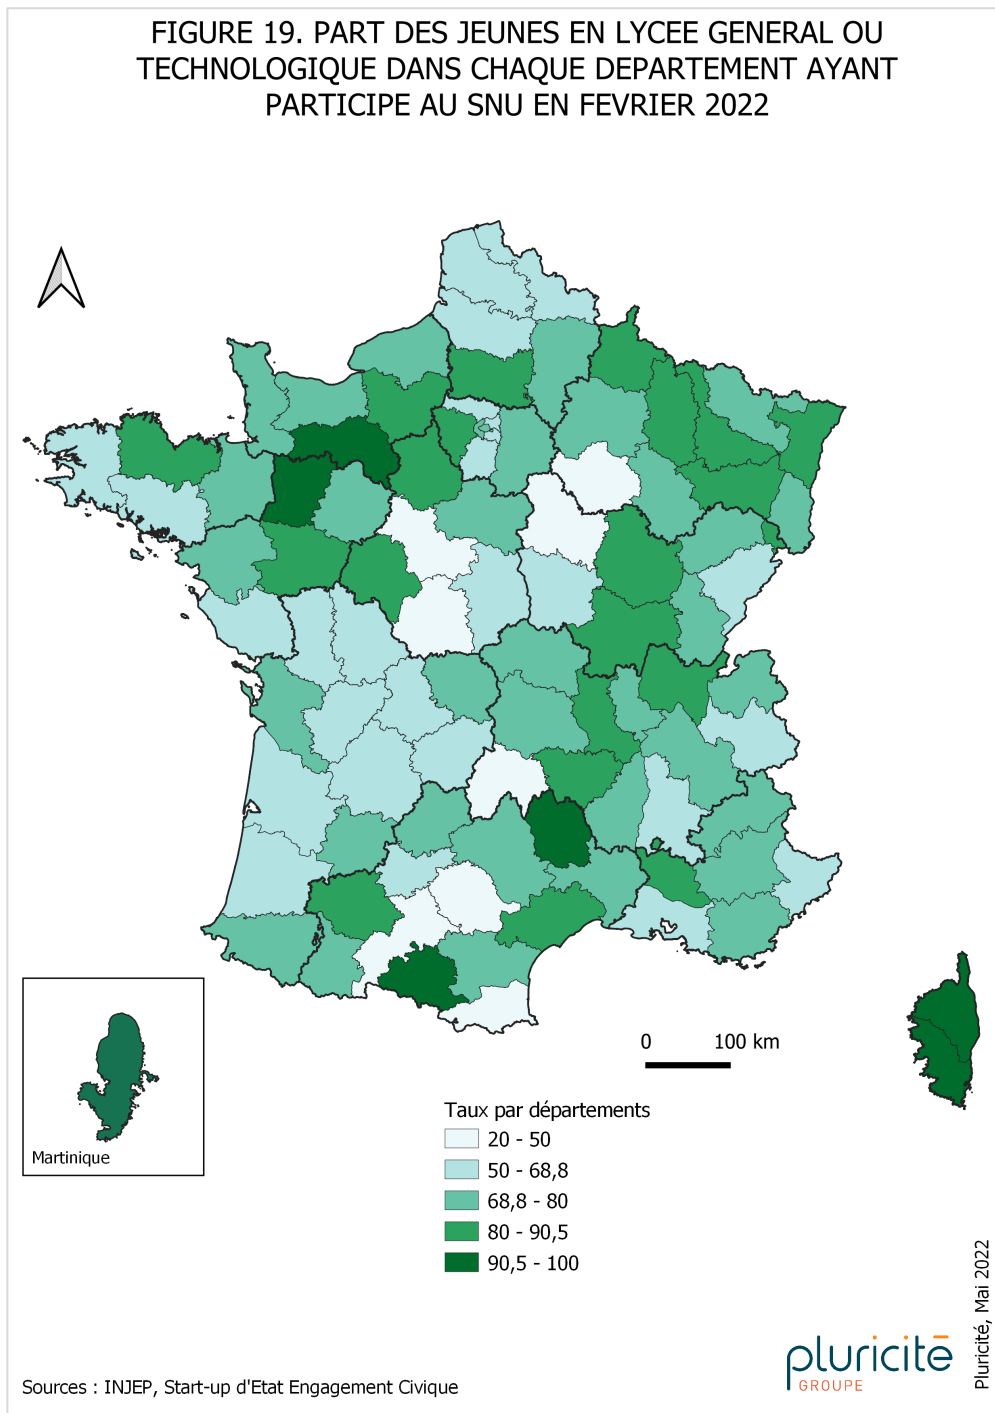 FIGURE 19. PART DES JEUNES EN LYCEE GENERAL OU
TECHNOLOGIQUE DANS CHAQUE DEPARTEMENT AYANT
PARTICIPE AU SNU EN FEVRIER 2022
0 100 km
Martinique
Taux par départements
20 - 50
50 - 68,8
68,8 - 80
80 - 90,5
90,5 - 100
Pluricité, Mai 2022
pluricité
GROUPE
Sources : INJEP, Start-up d'Etat Engagement Civique